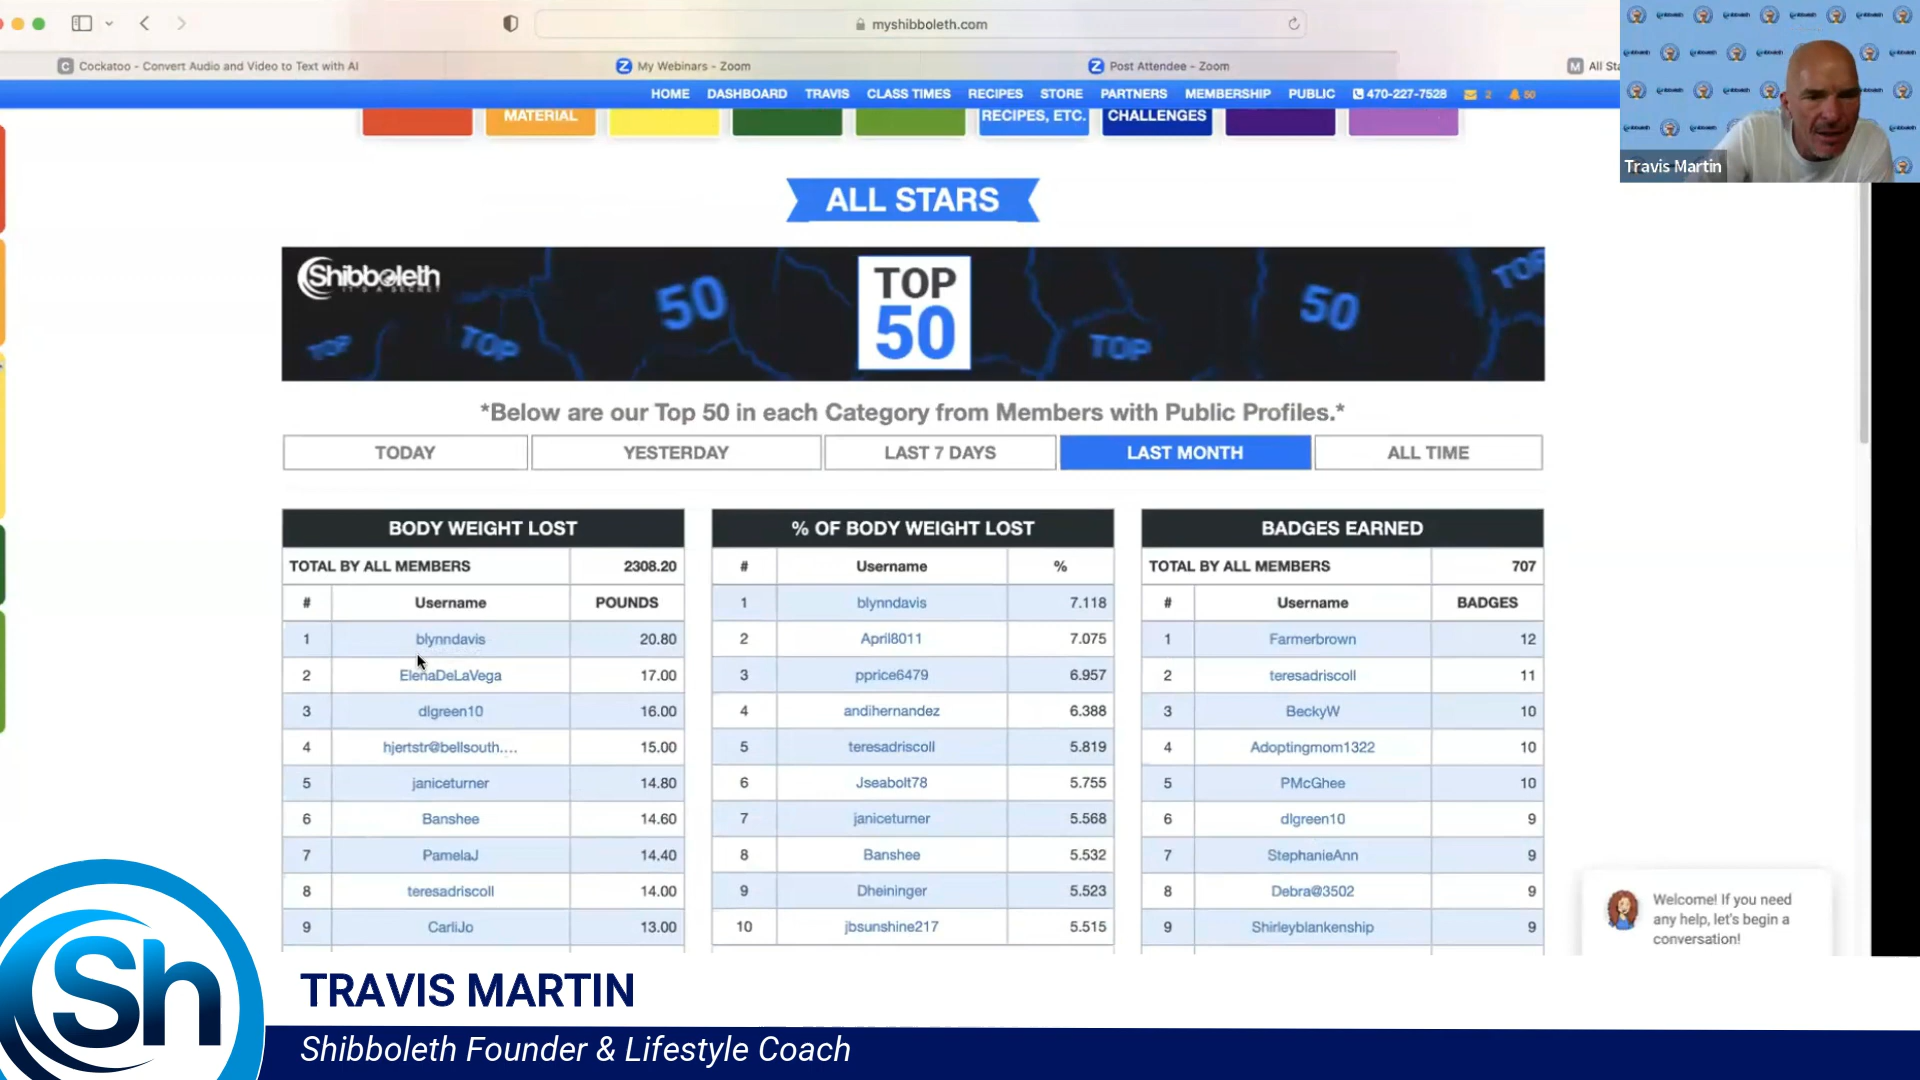 myshibboleth.com
Cockatoo - Convert Audio and Video to Text with AI
My Webinars - Zoom
Post Attendee - Zoom
All Sta
HOME DASHBOARD TRAVIS CLASS TIMES RECIPES STORE PARTNERS MEMBERSHIP PUBLIC 470-227-7528 2 50
MATERIAL
RECIPES, ETC.
CHALLENGES
Travis Martin
ALL STARS
Shibboleth
IT'S A SECRET
TOP
TOP
50
TOP
50
TOP
50
TOP
*Below are our Top 50 in each Category from Members with Public Profiles.*
TODAY YESTERDAY LAST 7 DAYS LAST MONTH ALL TIME
BODY WEIGHT LOST
TOTAL BY ALL MEMBERS 2308.20
# Username POUNDS
1 blynndavis 20.80
2 ElenaDeLaVega 17.00
3 dlgreen10 16.00
4 hjertstr@bellsouth.... 15.00
5 janiceturner 14.80
6 Banshee 14.60
7 PamelaJ 14.40
8 teresadriscoll 14.00
9 CarliJo 13.00
% OF BODY WEIGHT LOST
# Username %
1 blynndavis 7.118
2 April8011 7.075
3 pprice6479 6.957
4 andihernandez 6.388
5 teresadriscoll 5.819
6 Jseabolt78 5.755
7 janiceturner 5.568
8 Banshee 5.532
9 Dheininger 5.523
10 jbsunshine217 5.515
BADGES EARNED
TOTAL BY ALL MEMBERS 707
# Username BADGES
1 Farmerbrown 12
2 teresadriscoll 11
3 BeckyW 10
4 Adoptingmom1322 10
5 PMcGhee 10
6 dlgreen10 9
7 StephanieAnn 9
8 Debra@3502 9
9 Shirleyblankenship 9
Welcome! If you need
any help, let's begin a
conversation!
Sh
TRAVIS MARTIN
Shibboleth Founder & Lifestyle Coach